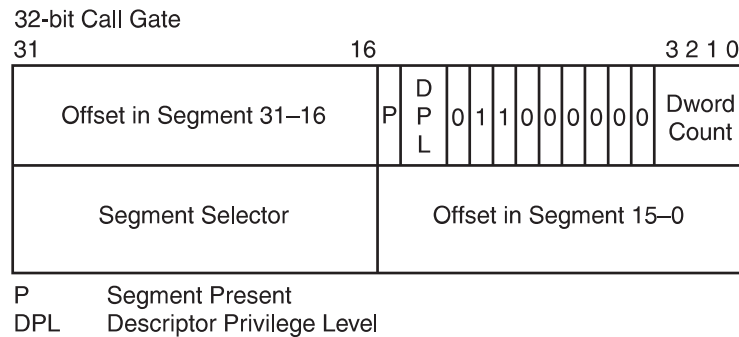 32-bit Call Gate
31 16 3 2 1 0
Offset in Segment 31–16 P DPL 0 1 1 0 0 0 0 0 0 Dword Count
Segment Selector Offset in Segment 15–0
P Segment Present
DPL Descriptor Privilege Level